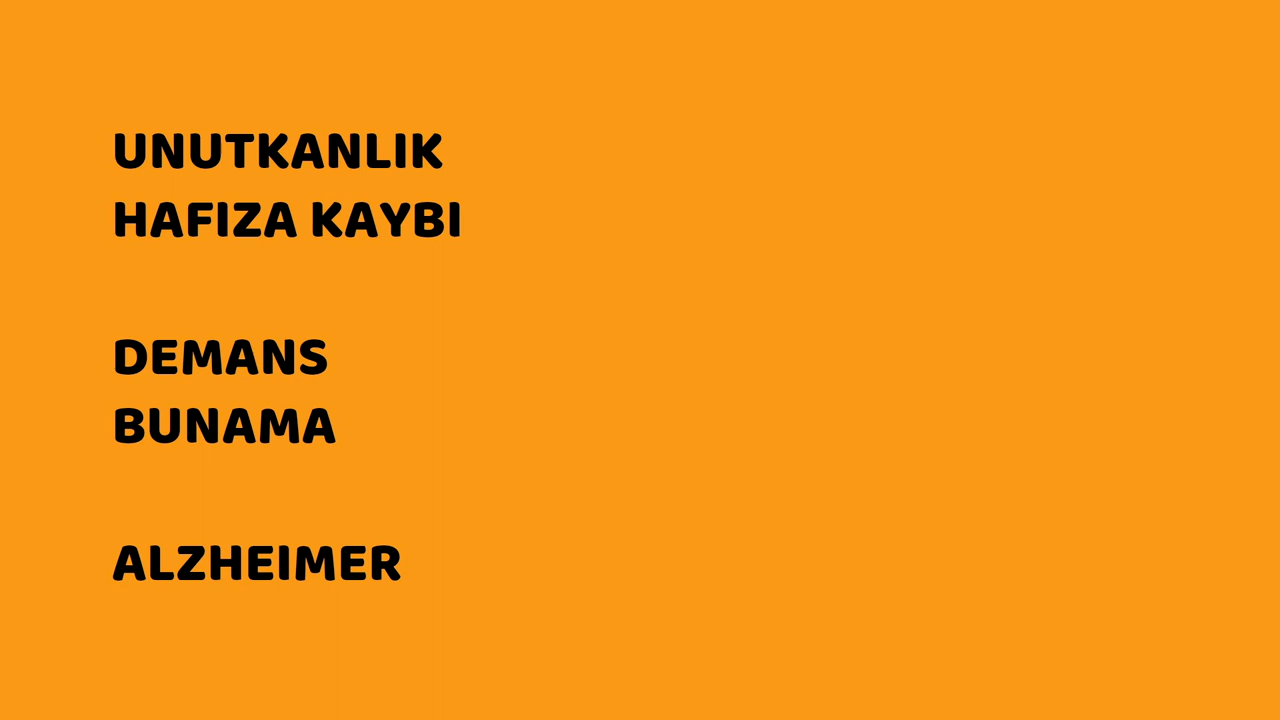 UNUTKANLIK
HAFIZA KAYBI
DEMANS
BUNAMA
ALZHEIMER